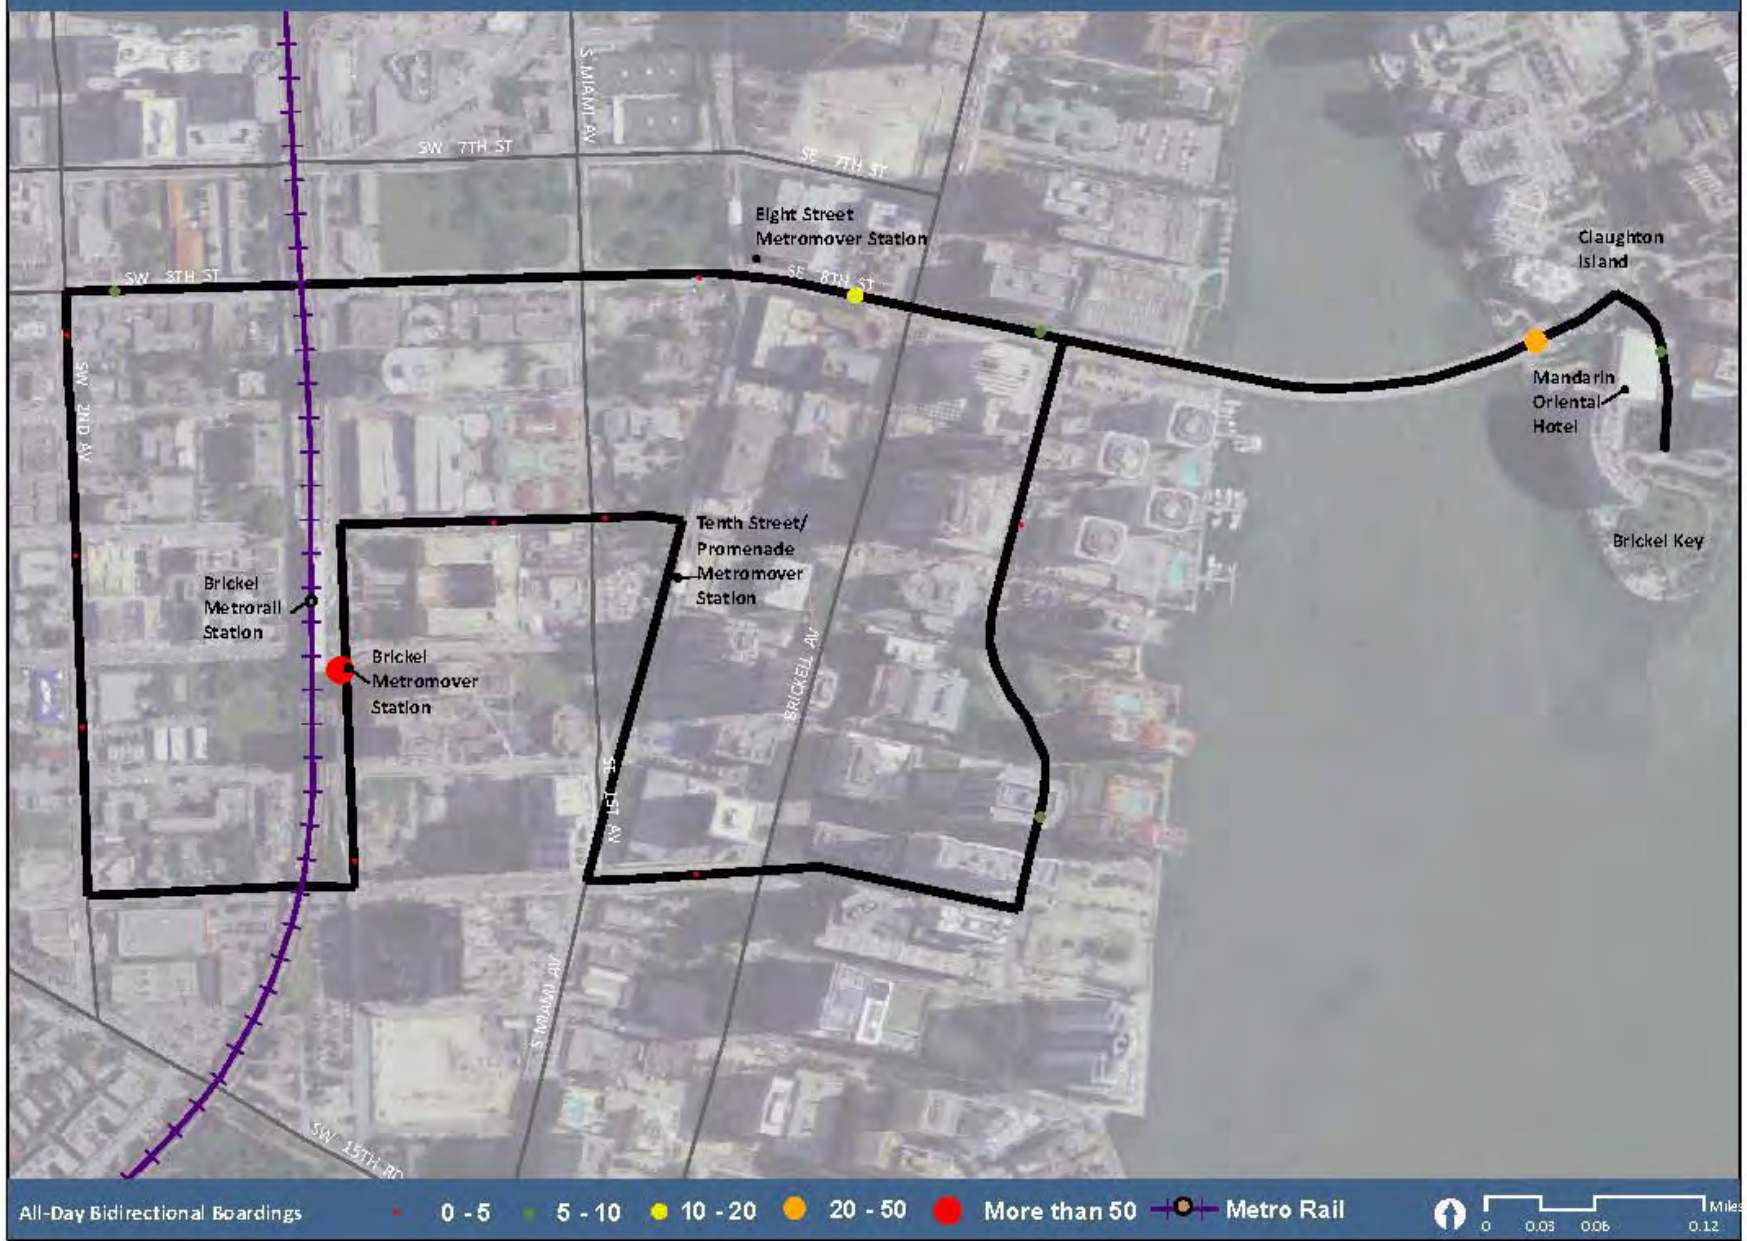 S MIAMI AV
SW 7TH ST
SE 7TH ST
Eight Street
Metromover Station
Claughton
Island
SW 8TH ST
SE 8TH ST
SW 2ND AV
Mandarin
Oriental
Hotel
Tenth Street/
Promenade
Metromover
Station
Brickel Key
Brickel
Metrorail
Station
Brickel
Metromover
Station
BRICKELL AV
SE 1ST AV
S MIAMI AV
SW 15TH RD
All-Day Bidirectional Boardings
0 - 5
5 - 10
10 - 20
20 - 50
More than 50
Metro Rail
Miles
0 0.03 0.06 0.12